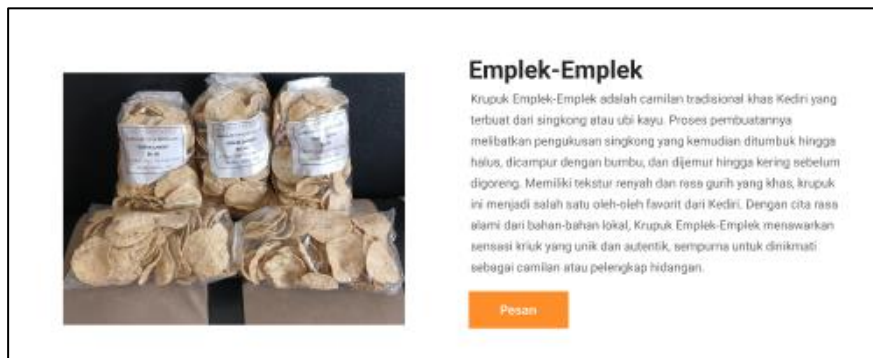 Emplek-Emplek
Krupuk Emplek-Emplek adalah camilan tradisional khas Kediri yang
terbuat dari singkong atau ubi kayu. Proses pembuatannya
melibatkan pengukusan singkong yang kemudian ditumbuk hingga
halus, dicampur dengan bumbu, dan dijemur hingga kering sebelum
digoreng. Memiliki tekstur renyah dan rasa gurih yang khas, krupuk
ini menjadi salah satu oleh-oleh favorit dari Kediri. Dengan cita rasa
alami dari bahan-bahan lokal, Krupuk Emplek-Emplek menawarkan
sensasi kriuk yang unik dan autentik, sempurna untuk dinikmati
sebagai camilan atau pelengkap hidangan.
Pesan